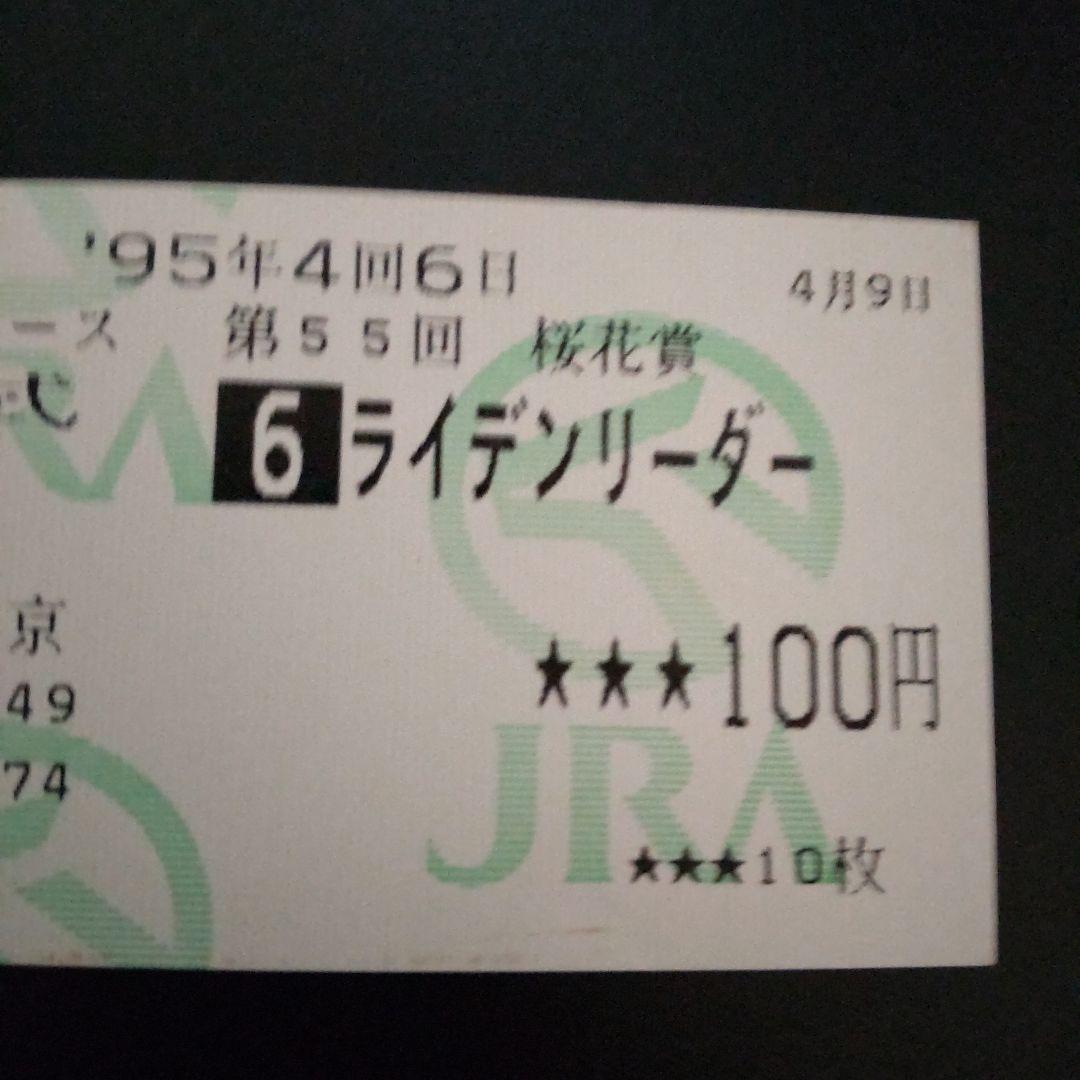 '95年4回6日 4月9日
ース 第55回 桜花賞
6 ライデンリーダー
京
★★★100円
49
JRA
74
★★★10枚